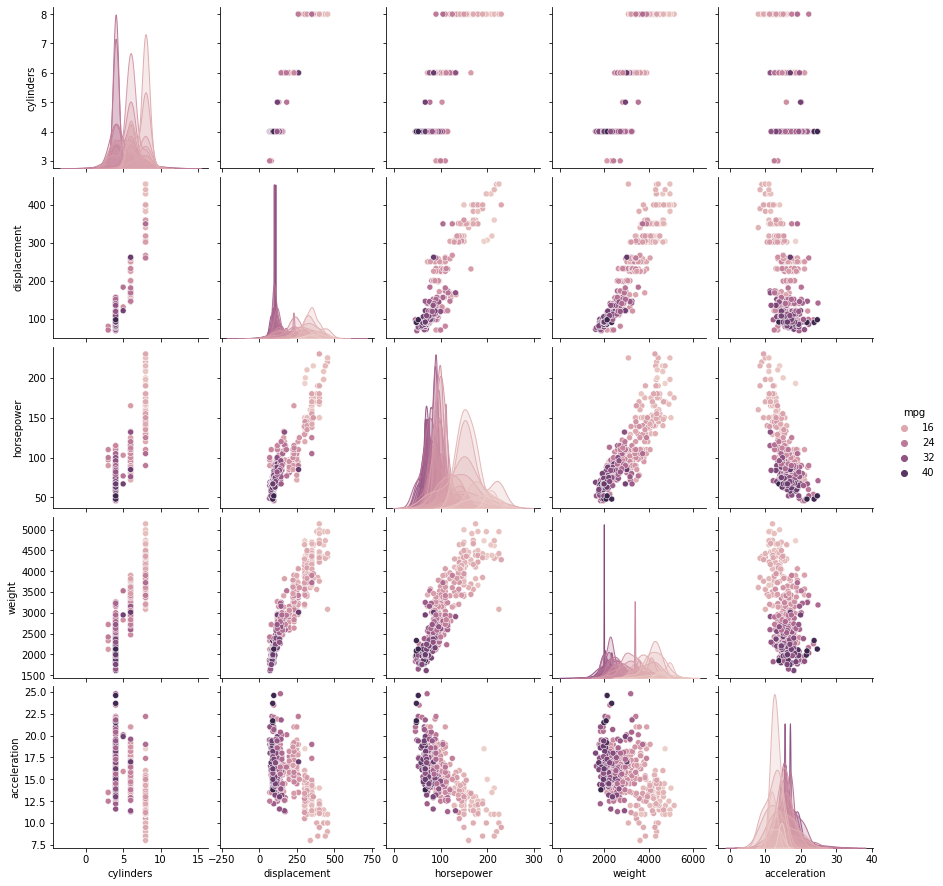 8
7
6
5
4
3
cylinders
400
300
200
100
displacement
200
150
100
50
horsepower
mpg
16
24
32
40
5000
4500
4000
3500
3000
2500
2000
1500
weight
25.0
22.5
20.0
17.5
15.0
12.5
10.0
7.5
acceleration
0 5 10 15
cylinders
−250 0 250 500 750
displacement
0 100 200 300
horsepower
0 2000 4000 6000
weight
0 10 20 30 40
acceleration